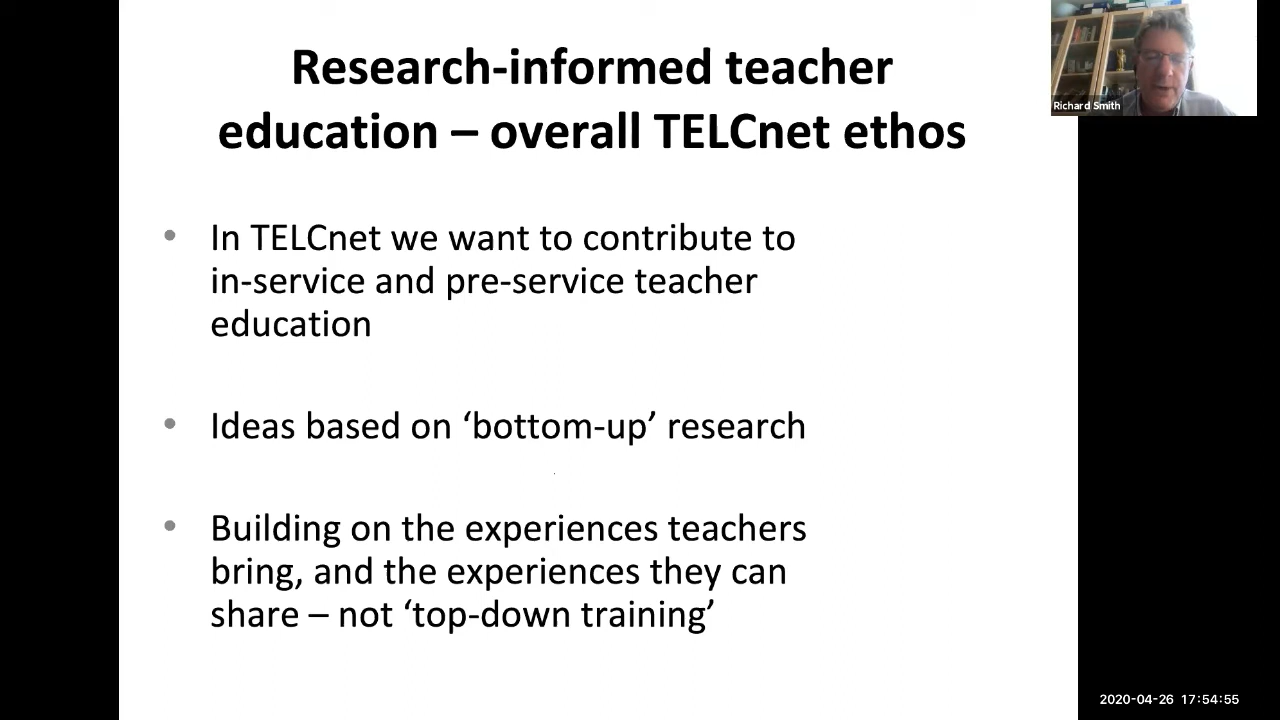 Research-informed teacher
education – overall TELCnet ethos
• In TELCnet we want to contribute to
in-service and pre-service teacher
education
• Ideas based on ‘bottom-up’ research
• Building on the experiences teachers
bring, and the experiences they can
share – not ‘top-down training’
Richard Smith
2020-04-26 17:54:55